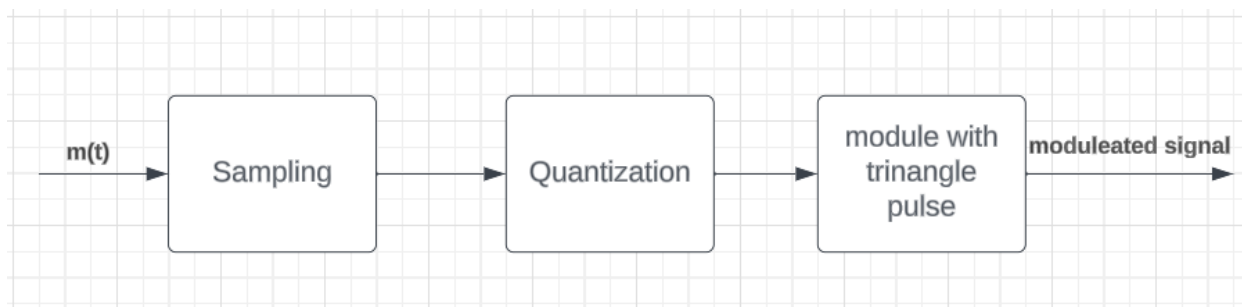 m(t)
Sampling
Quantization
module with
trinangle
pulse
moduleated signal